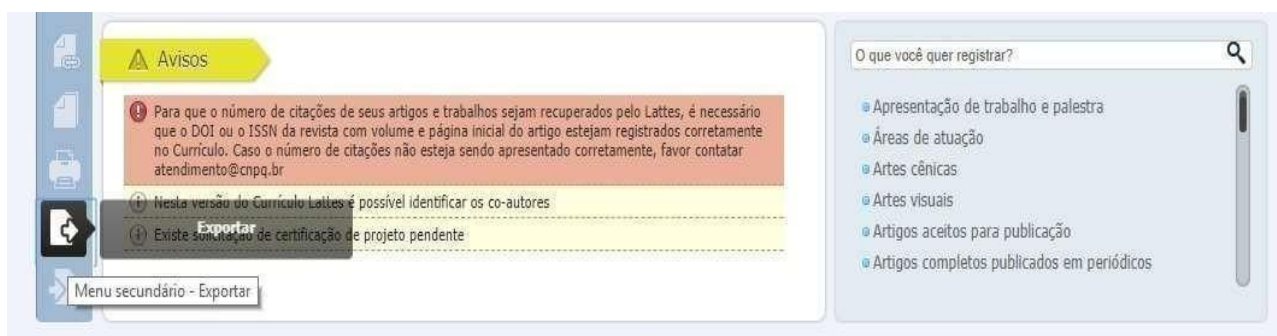 Avisos
Para que o número de citações de seus artigos e trabalhos sejam recuperados pelo Lattes, é necessário
que o DOI ou o ISSN da revista com volume e página inicial do artigo estejam registrados corretamente
no Currículo. Caso o número de citações não esteja sendo apresentado corretamente, favor contatar
atendimento@cnpq.br
Nesta versão do Currículo Lattes é possível identificar os co-autores
Exportar
Existe solicitação de certificação de projeto pendente
Menu secundário - Exportar
O que você quer registrar?
Apresentação de trabalho e palestra
Áreas de atuação
Artes cênicas
Artes visuais
Artigos aceitos para publicação
Artigos completos publicados em periódicos